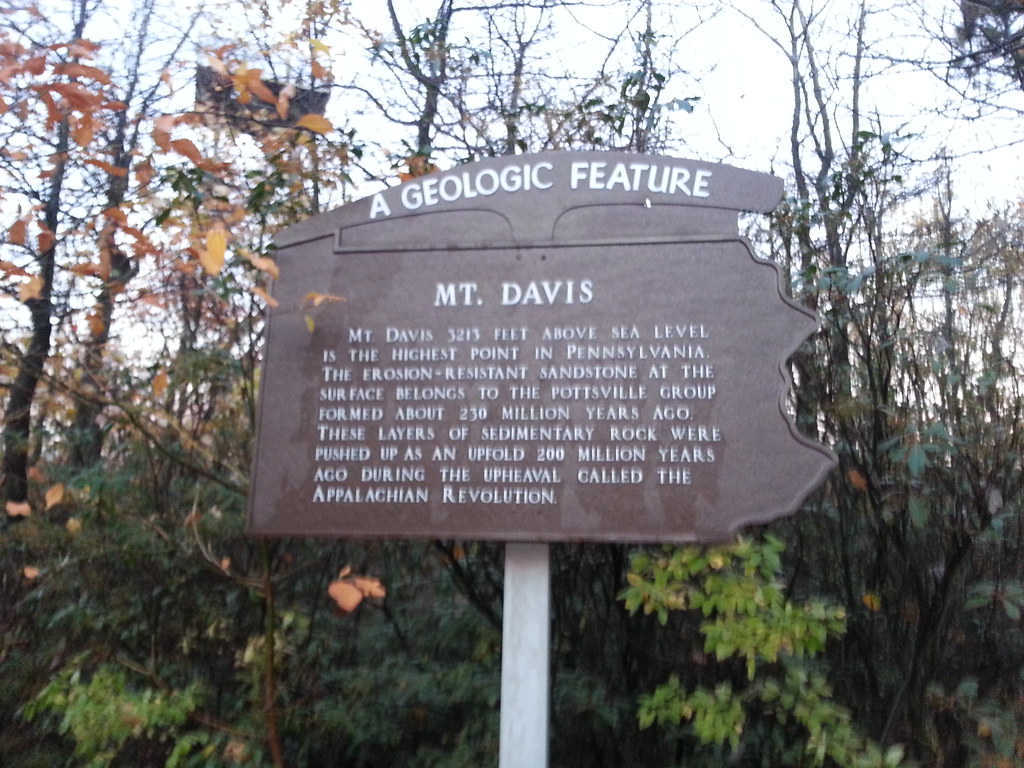 A GEOLOGIC FEATURE
MT. DAVIS
MT DAVIS 3213 FEET ABOVE SEA LEVEL
IS THE HIGHEST POINT IN PENNSYLVANIA.
THE EROSION-RESISTANT SANDSTONE AT THE
SURFACE BELONGS TO THE POTTSVILLE GROUP
FORMED ABOUT 230 MILLION YEARS AGO.
THESE LAYERS OF SEDIMENTARY ROCK WERE
PUSHED UP AS AN UPFOLD 200 MILLION YEARS
AGO DURING THE UPHEAVAL CALLED THE
APPALACHIAN REVOLUTION.